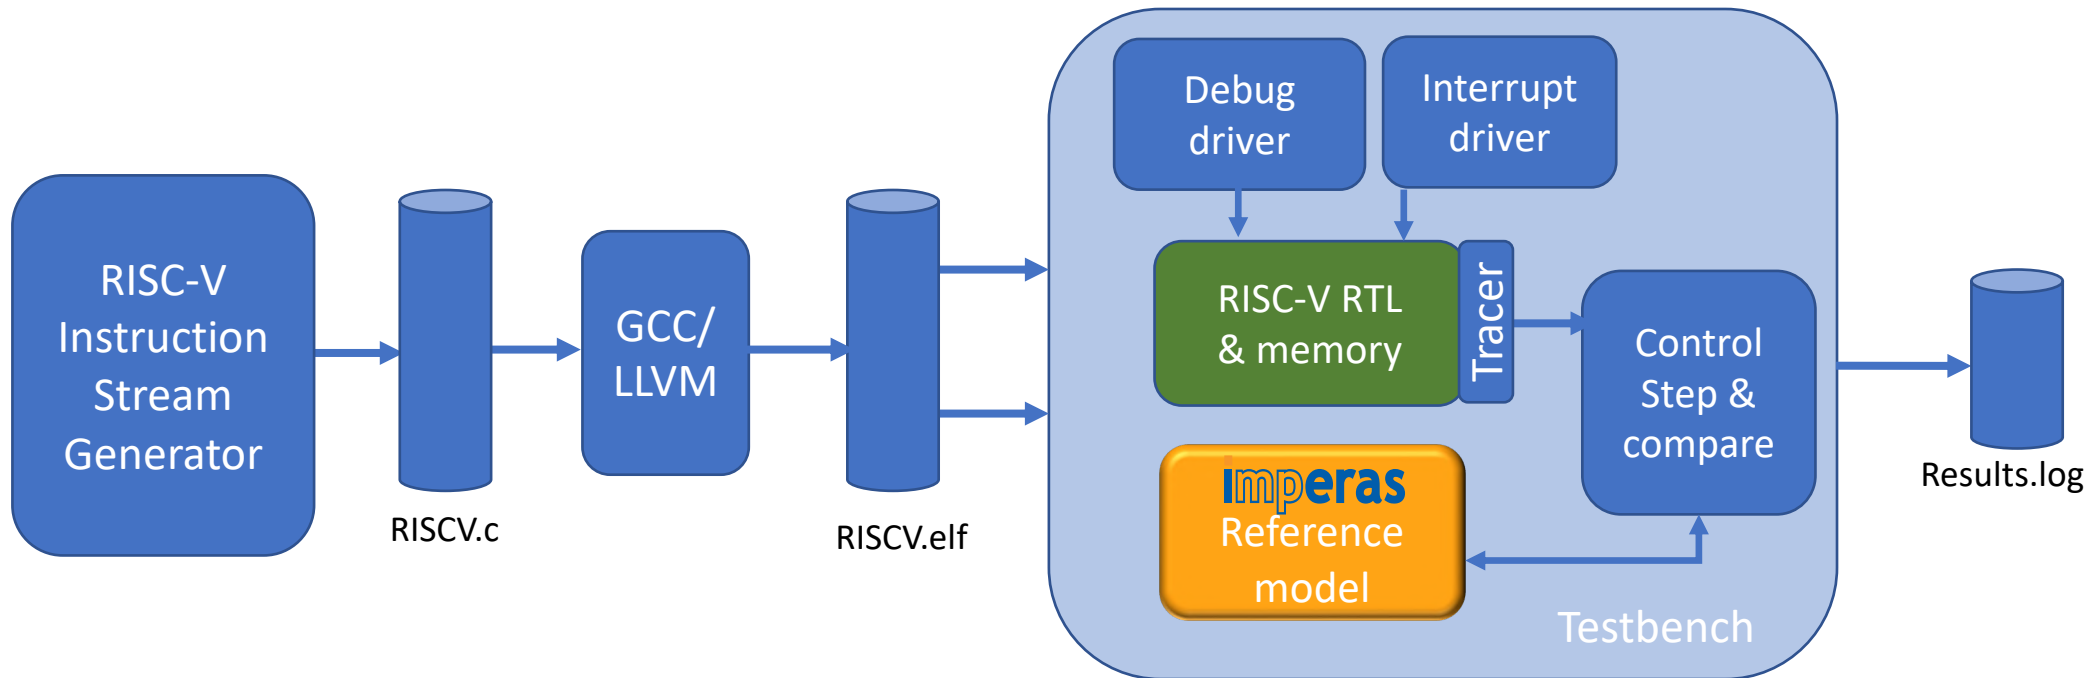 RISC-V
Instruction
Stream
Generator
RISCV.c
GCC/
LLVM
RISCV.elf
Debug
driver
Interrupt
driver
RISC-V RTL
& memory
Tracer
Control
Step &
compare
imperas
Reference
model
Testbench
Results.log